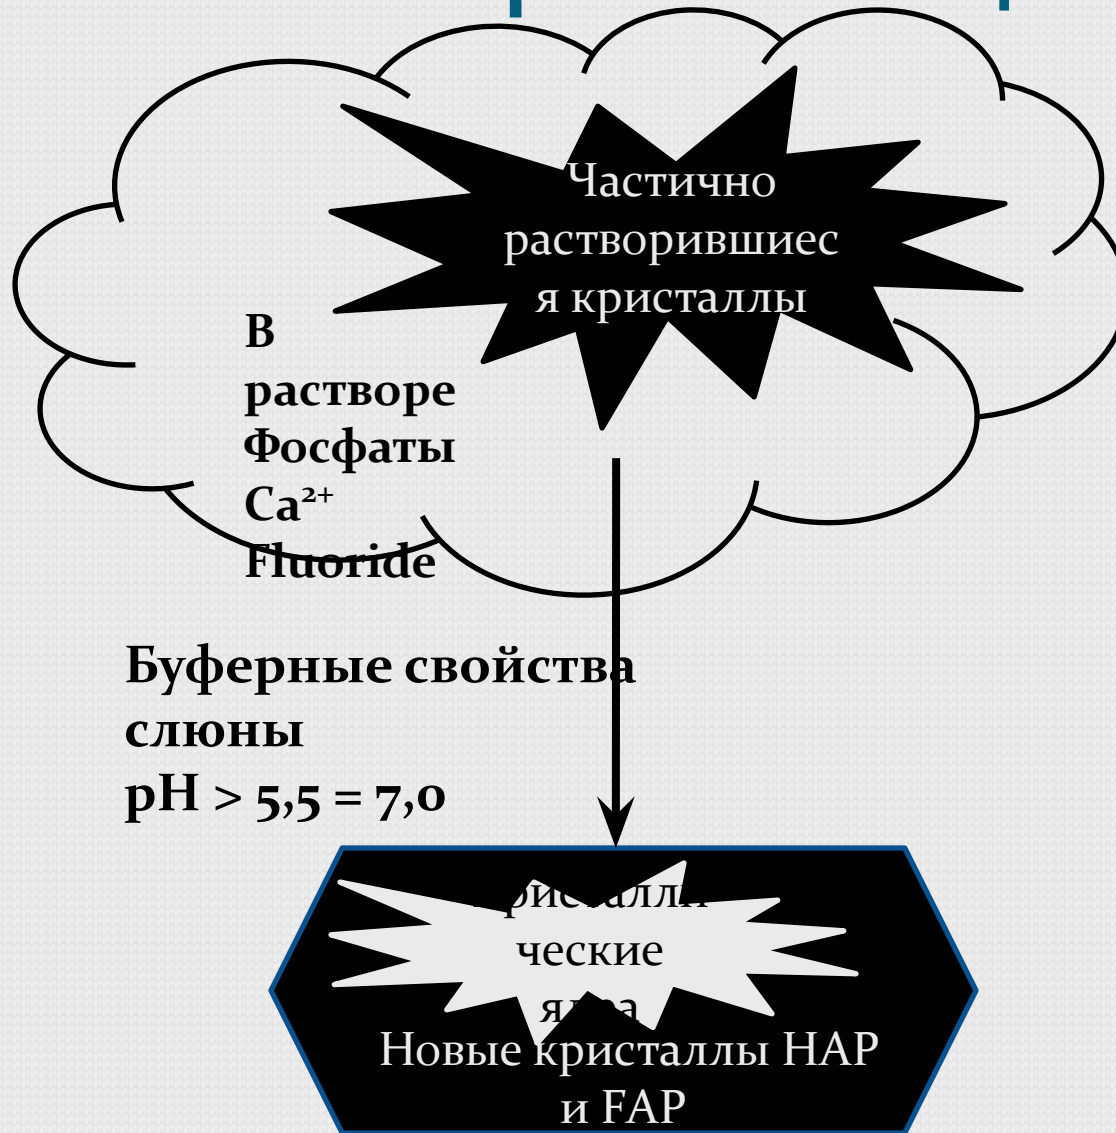 Частично
растворившиес
я кристаллы
В
растворе
Фосфаты
Ca²⁺
Fluoride
Буферные свойства
слюны
pH > 5,5 = 7,0
ческие
Новые кристаллы HAP
и FAP